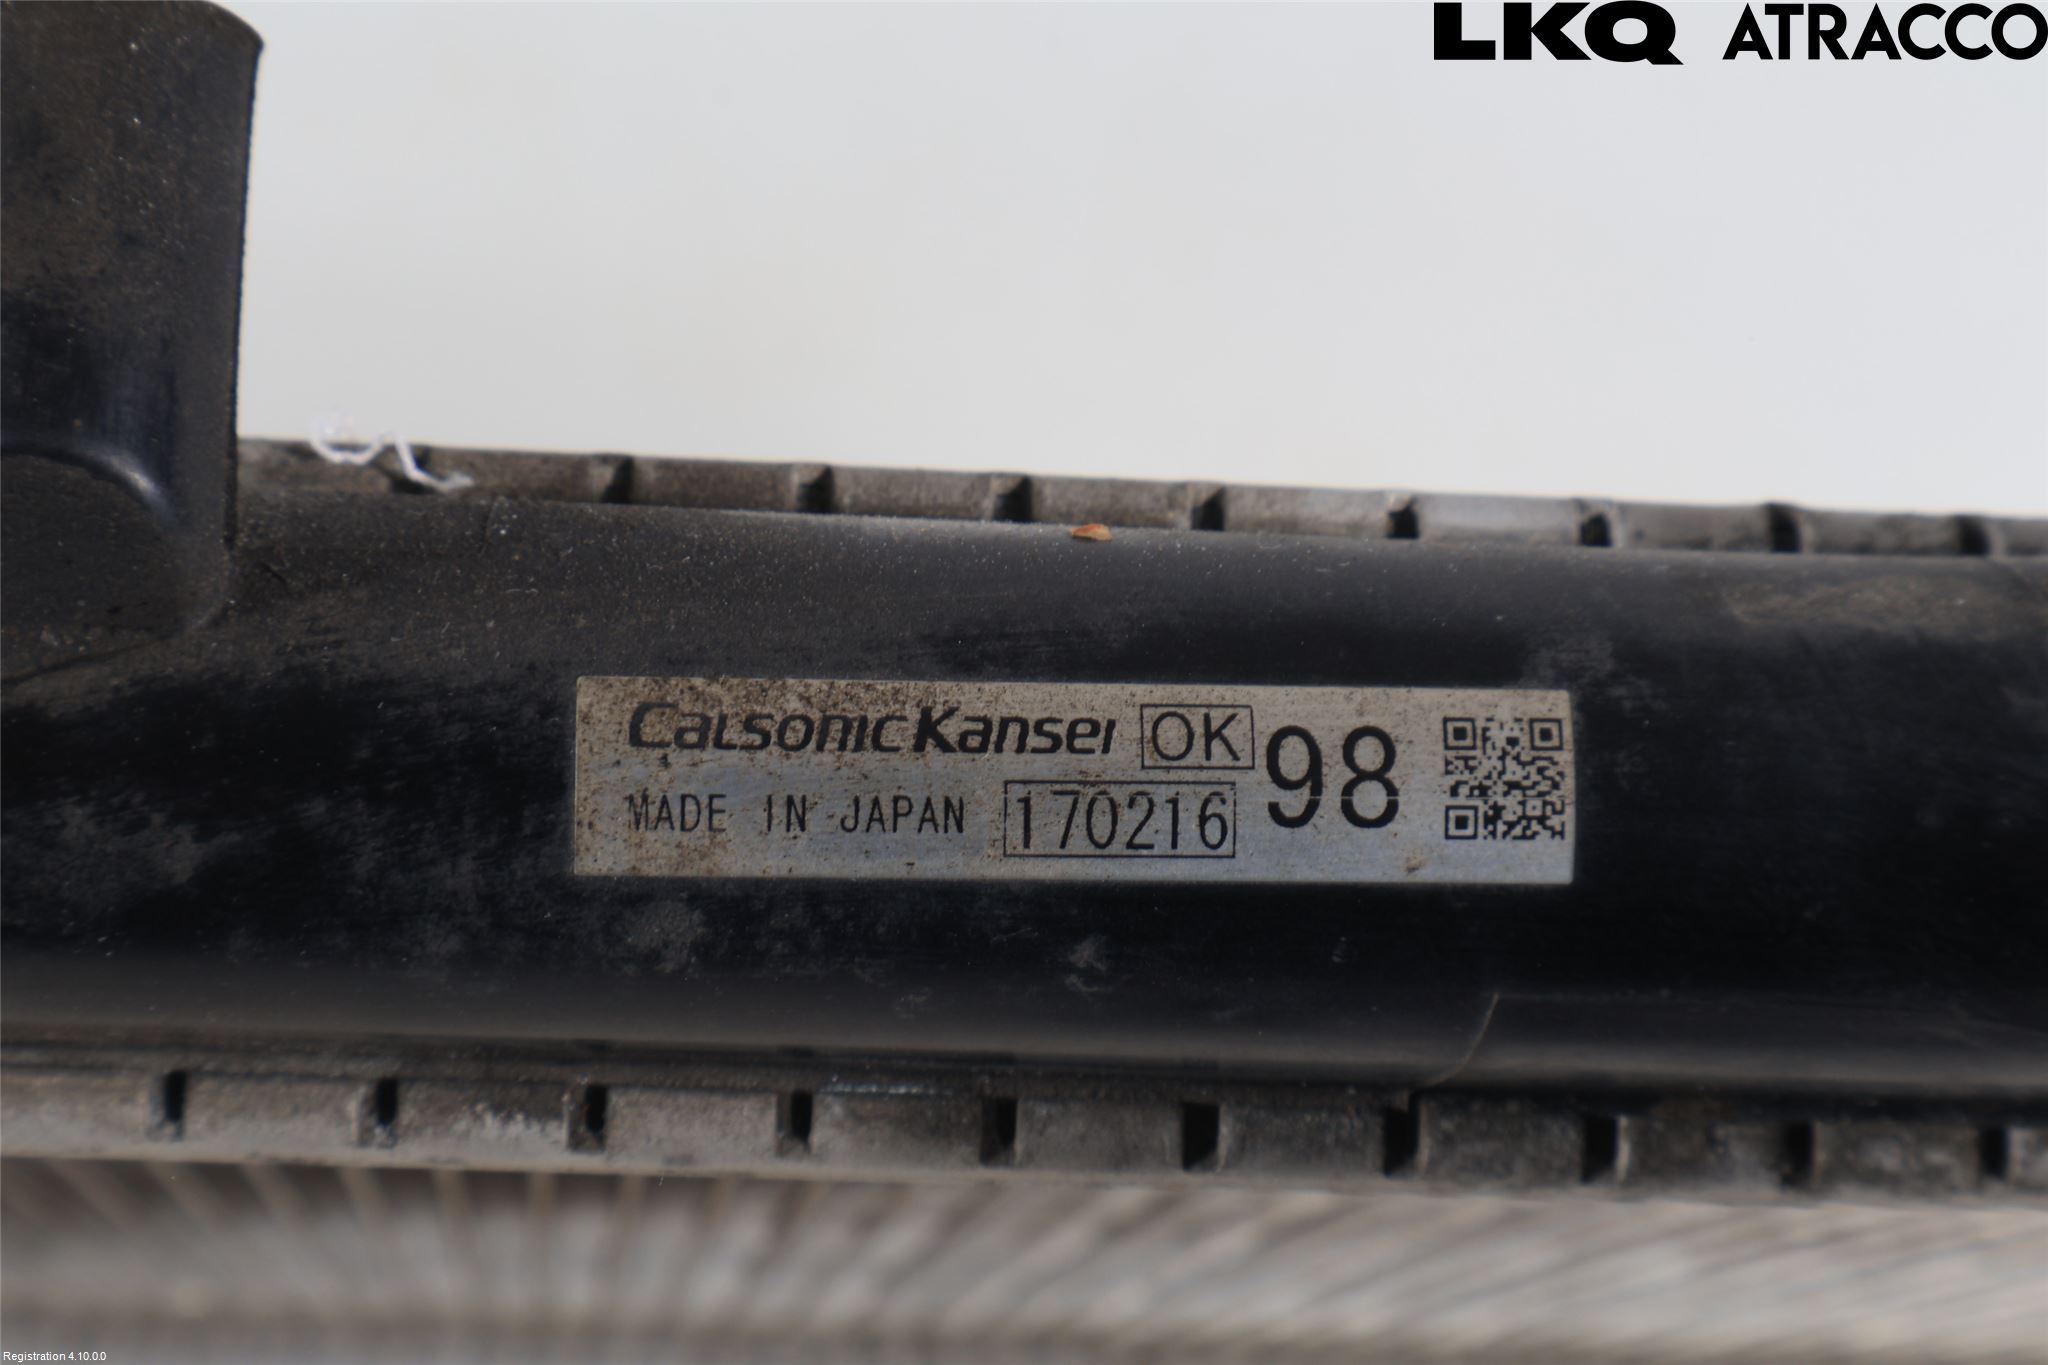 LKQ ATRACCO
CalsonicKansei OK 98
MADE IN JAPAN 170216
Registration 4.10.0.0